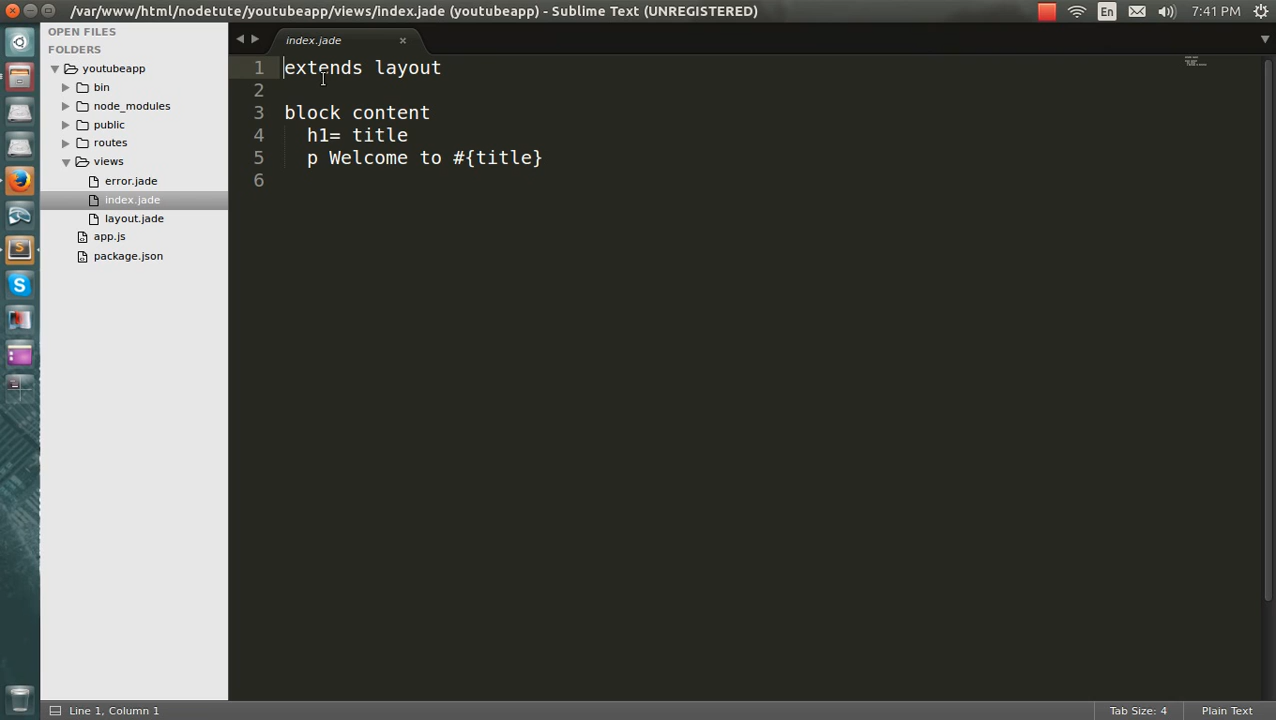 /var/www/html/nodetute/youtubeapp/views/index.jade (youtubeapp) - Sublime Text (UNREGISTERED)
En
7:41 PM
OPEN FILES
FOLDERS
youtubeapp
bin
node_modules
public
routes
views
error.jade
index.jade
layout.jade
app.js
package.json
index.jade
1 extends layout
2
3 block content
4 h1= title
5 p Welcome to #{title}
6
Line 1, Column 1
Tab Size: 4
Plain Text